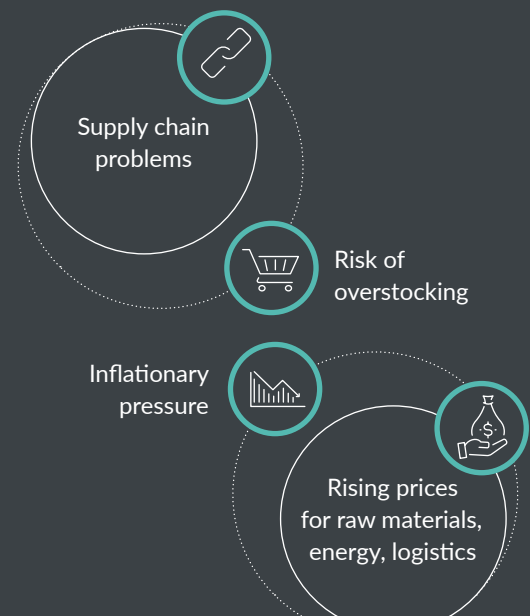 Supply chain
problems
Risk of
overstocking
Inflationary
pressure
$
Rising prices
for raw materials,
energy, logistics